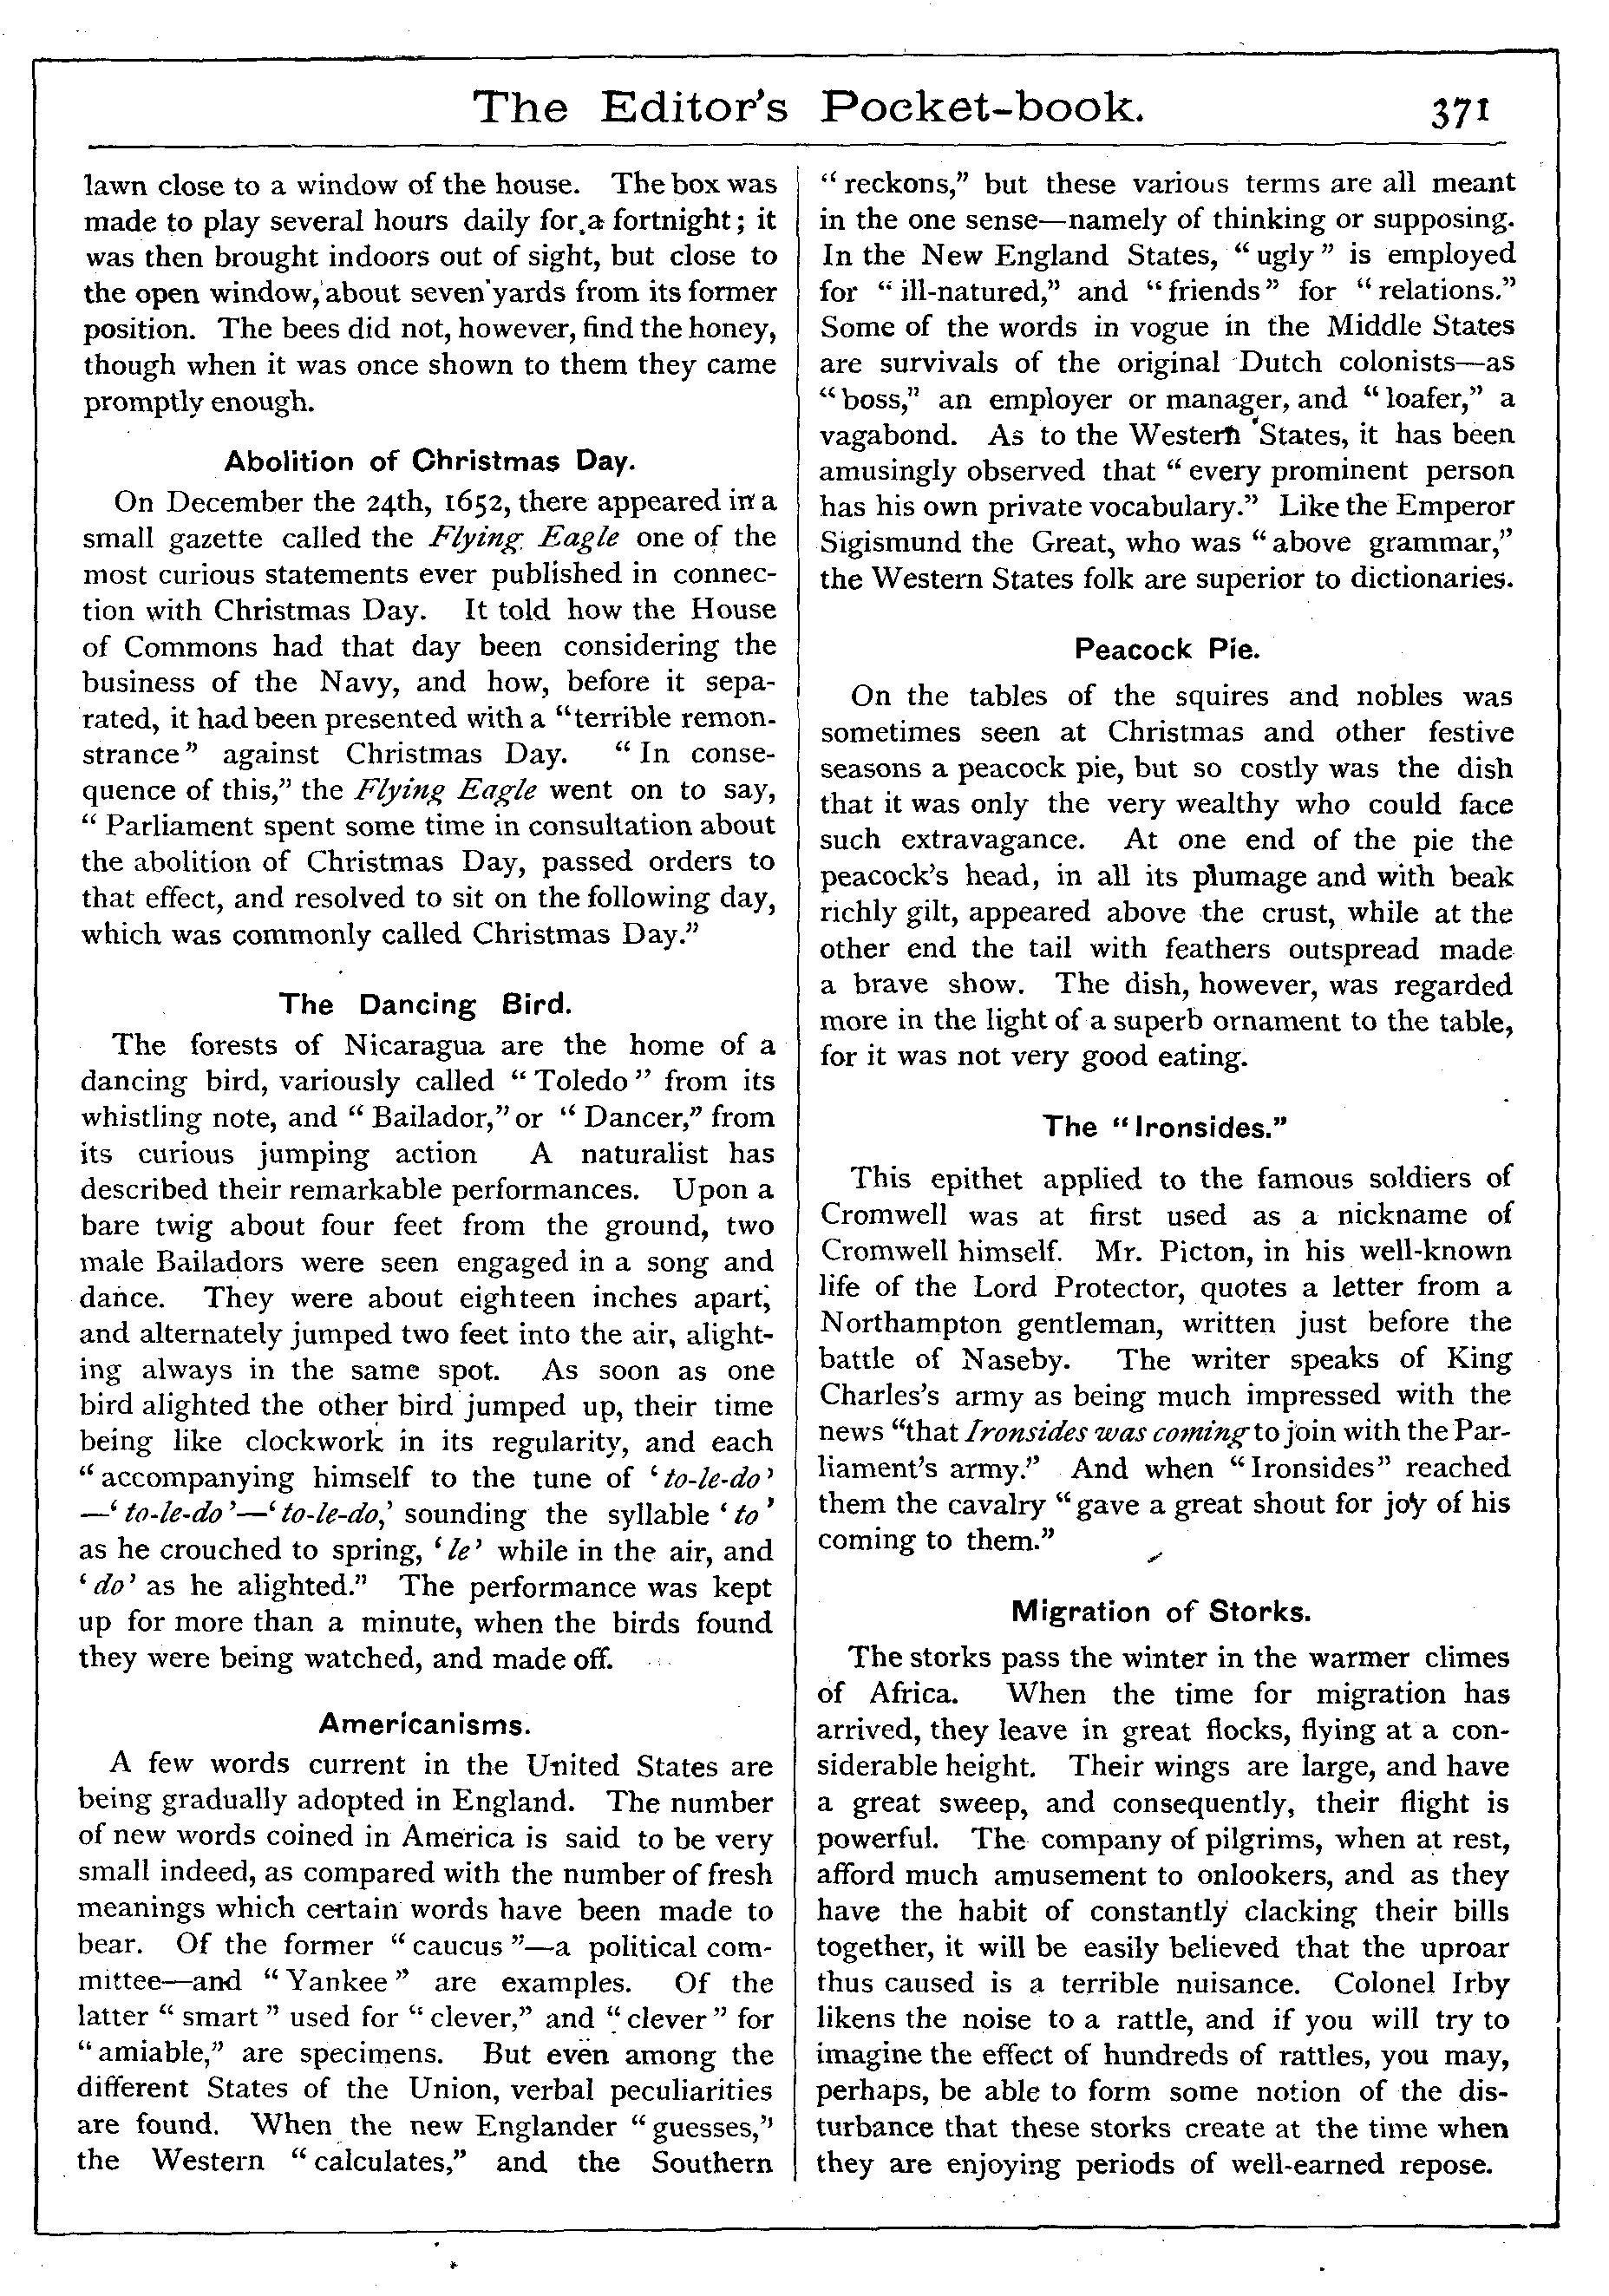 The Editor's Pocket-book.
371
lawn close to a window of the house. The box was
made to play several hours daily for a fortnight; it
was then brought indoors out of sight, but close to
the open window, about seven yards from its former
position. The bees did not, however, find the honey,
though when it was once shown to them they came
promptly enough.
Abolition of Christmas Day.
On December the 24th, 1652, there appeared in a
small gazette called the Flying Eagle one of the
most curious statements ever published in connec-
tion with Christmas Day. It told how the House
of Commons had that day been considering the
business of the Navy, and how, before it sepa-
rated, it had been presented with a "terrible remon-
strance" against Christmas Day. "In conse-
quence of this," the Flying Eagle went on to say,
"Parliament spent some time in consultation about
the abolition of Christmas Day, passed orders to
that effect, and resolved to sit on the following day,
which was commonly called Christmas Day."
The Dancing Bird.
The forests of Nicaragua are the home of a
dancing bird, variously called "Toledo" from its
whistling note, and "Bailador," or "Dancer," from
its curious jumping action A naturalist has
described their remarkable performances. Upon a
bare twig about four feet from the ground, two
male Bailadors were seen engaged in a song and
dance. They were about eighteen inches apart,
and alternately jumped two feet into the air, alight-
ing always in the same spot. As soon as one
bird alighted the other bird jumped up, their time
being like clockwork in its regularity, and each
"accompanying himself to the tune of 'to-le-do'
—'to-le-do'—'to-le-do,' sounding the syllable 'to'
as he crouched to spring, 'le' while in the air, and
'do' as he alighted." The performance was kept
up for more than a minute, when the birds found
they were being watched, and made off.
Americanisms.
A few words current in the United States are
being gradually adopted in England. The number
of new words coined in America is said to be very
small indeed, as compared with the number of fresh
meanings which certain words have been made to
bear. Of the former "caucus"—a political com-
mittee—and "Yankee" are examples. Of the
latter "smart" used for "clever," and "clever" for
"amiable," are specimens. But even among the
different States of the Union, verbal peculiarities
are found. When the new Englander "guesses,"
the Western "calculates," and the Southern
"reckons," but these various terms are all meant
in the one sense—namely of thinking or supposing.
In the New England States, "ugly" is employed
for "ill-natured," and "friends" for "relations."
Some of the words in vogue in the Middle States
are survivals of the original Dutch colonists—as
"boss," an employer or manager, and "loafer," a
vagabond. As to the Western States, it has been
amusingly observed that "every prominent person
has his own private vocabulary." Like the Emperor
Sigismund the Great, who was "above grammar,"
the Western States folk are superior to dictionaries.
Peacock Pie.
On the tables of the squires and nobles was
sometimes seen at Christmas and other festive
seasons a peacock pie, but so costly was the dish
that it was only the very wealthy who could face
such extravagance. At one end of the pie the
peacock's head, in all its plumage and with beak
richly gilt, appeared above the crust, while at the
other end the tail with feathers outspread made
a brave show. The dish, however, was regarded
more in the light of a superb ornament to the table,
for it was not very good eating.
The "Ironsides."
This epithet applied to the famous soldiers of
Cromwell was at first used as a nickname of
Cromwell himself. Mr. Picton, in his well-known
life of the Lord Protector, quotes a letter from a
Northampton gentleman, written just before the
battle of Naseby. The writer speaks of King
Charles's army as being much impressed with the
news "that Ironsides was coming to join with the Par-
liament's army." And when "Ironsides" reached
them the cavalry "gave a great shout for joy of his
coming to them."
Migration of Storks.
The storks pass the winter in the warmer climes
of Africa. When the time for migration has
arrived, they leave in great flocks, flying at a con-
siderable height. Their wings are large, and have
a great sweep, and consequently, their flight is
powerful. The company of pilgrims, when at rest,
afford much amusement to onlookers, and as they
have the habit of constantly clacking their bills
together, it will be easily believed that the uproar
thus caused is a terrible nuisance. Colonel Irby
likens the noise to a rattle, and if you will try to
imagine the effect of hundreds of rattles, you may,
perhaps, be able to form some notion of the dis-
turbance that these storks create at the time when
they are enjoying periods of well-earned repose.